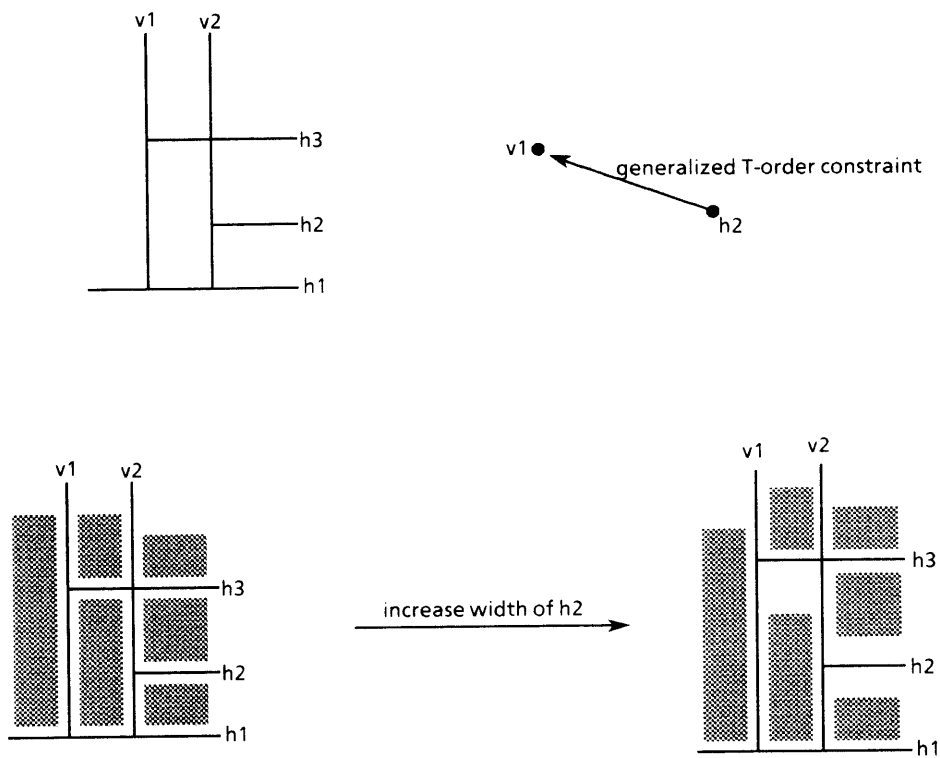 v1 v2
h3
v1
generalized T-order constraint
h2
h2
h1
v1 v2
v1 v2
h3
h3
increase width of h2
h2
h2
h1
h1